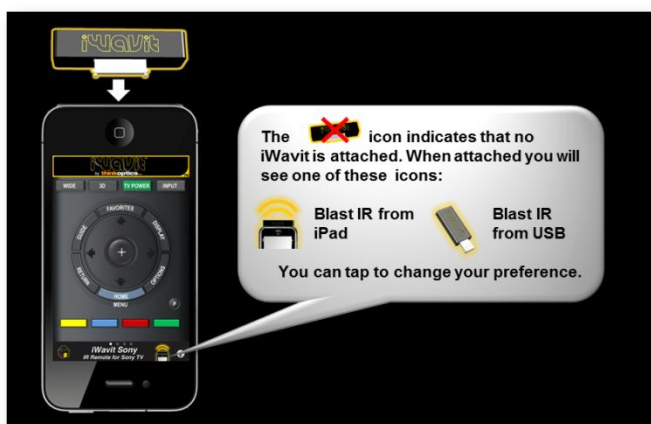 iWavit
iWavit
by thinkoptics
WIDE 3D TV POWER INPUT
FAVORITES
GUIDE DISPLAY
RETURN OPTIONS
HOME
MENU
P
iWavit Sony
IR Remote for Sony TV
The icon indicates that no
iWavit is attached. When attached you will
see one of these icons:
Blast IR from
iPad
Blast IR
from USB
You can tap to change your preference.